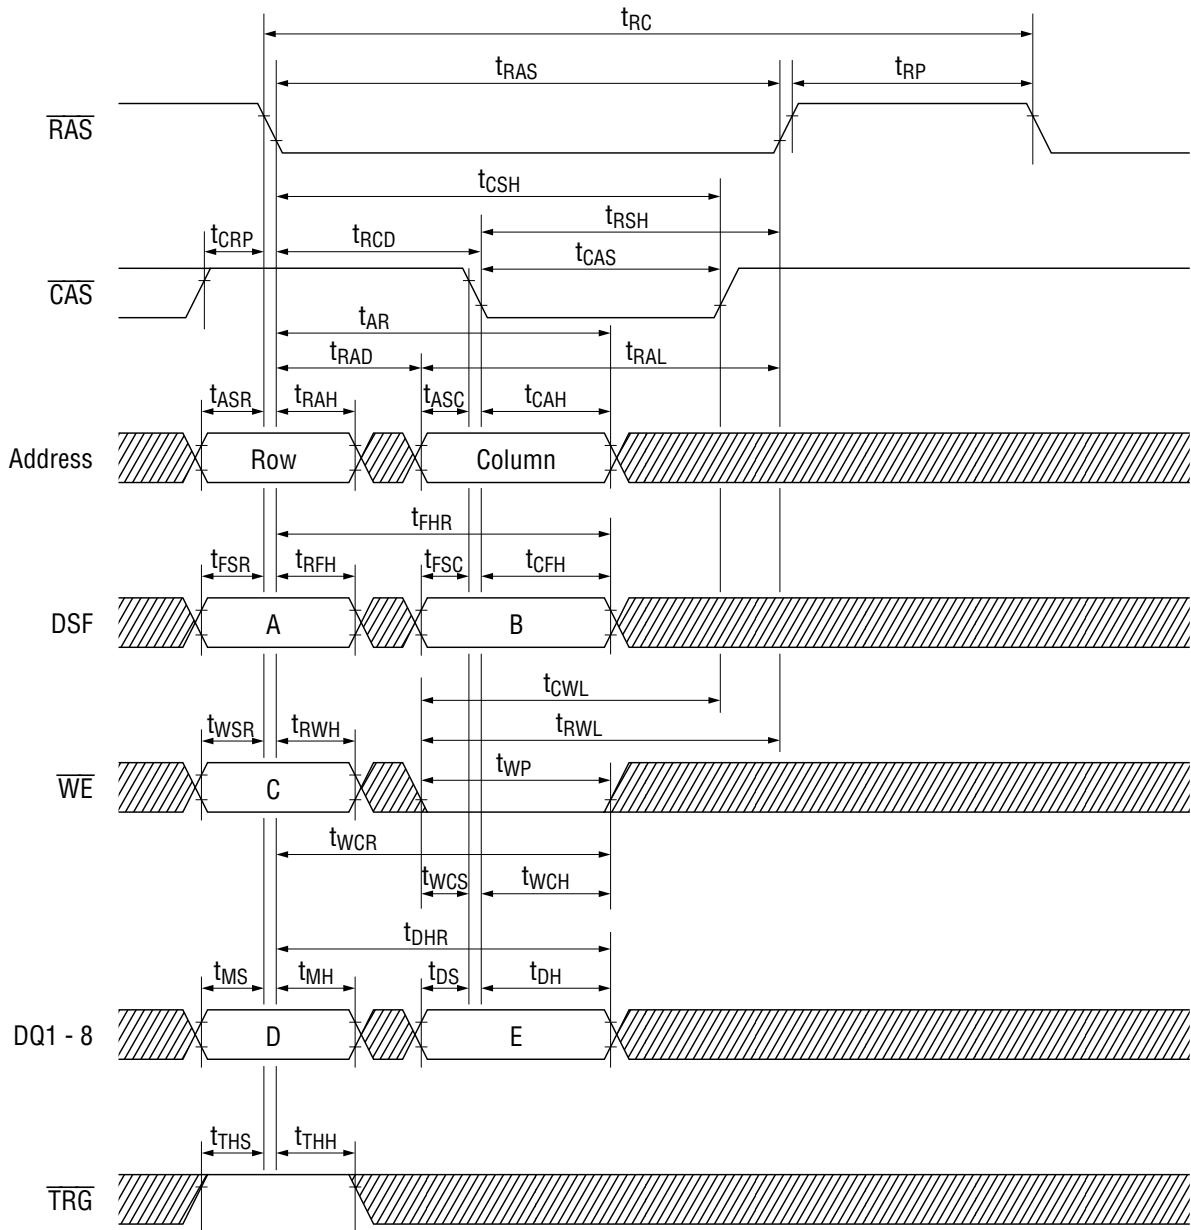 tRC
tRAS tRP
RAS
tCSH
tRSH
tCRP tRCD
tCAS
CAS
tAR
tRAD tRAL
tASR tRAH tASC tCAH
Address Row Column
tFHR
tFSR tRFH tFSC tCFH
DSF A B
tCWL
tWSR tRWH tRWL
tWP
WE C
tWCR
tWCS tWCH
tDHR
tMS tMH tDS tDH
DQ1 - 8 D E
tTHS tTHH
TRG